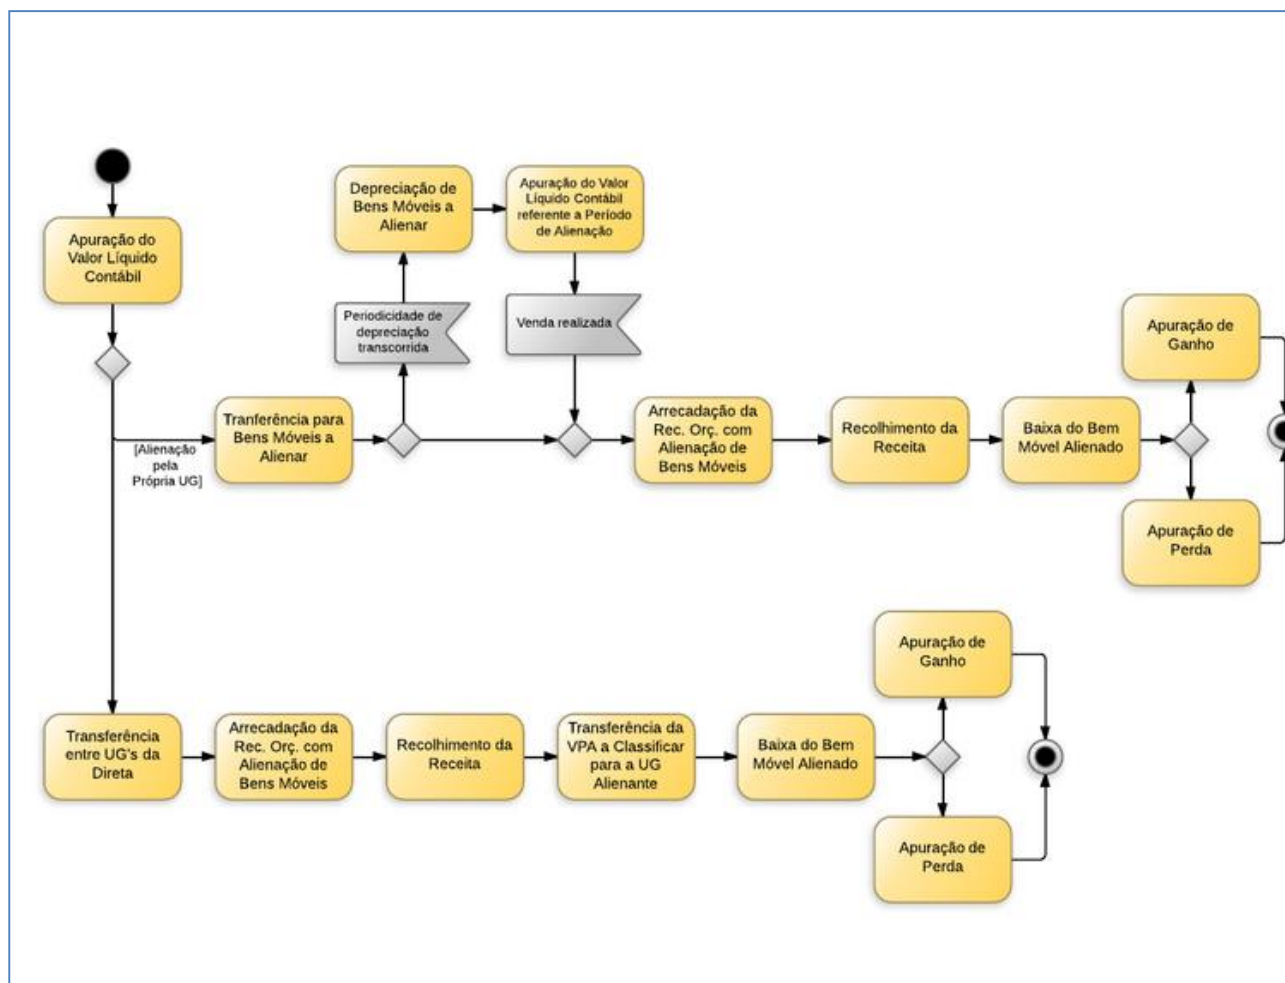 Apuração do
Valor Líquido
Contábil
Depreciação de
Bens Móveis a
Alienar
Apuração do Valor
Líquido Contábil
referente a Período
de Alienação
Periodicidade de
depreciação
transcorrida
Venda realizada
[Alienação
pela
Própria UG]
Tranferência para
Bens Móveis a
Alienar
Arrecadação da
Rec. Orç. com
Alienação de
Bens Móveis
Recolhimento da
Receita
Baixa do Bem
Móvel Alienado
Apuração de
Ganho
Apuração de
Perda
Transferência
entre UG's da
Direta
Arrecadação da
Rec. Orç. com
Alienação de
Bens Móveis
Recolhimento da
Receita
Transferência da
VPA a Classificar
para a UG
Alienante
Baixa do Bem
Móvel Alienado
Apuração de
Ganho
Apuração de
Perda